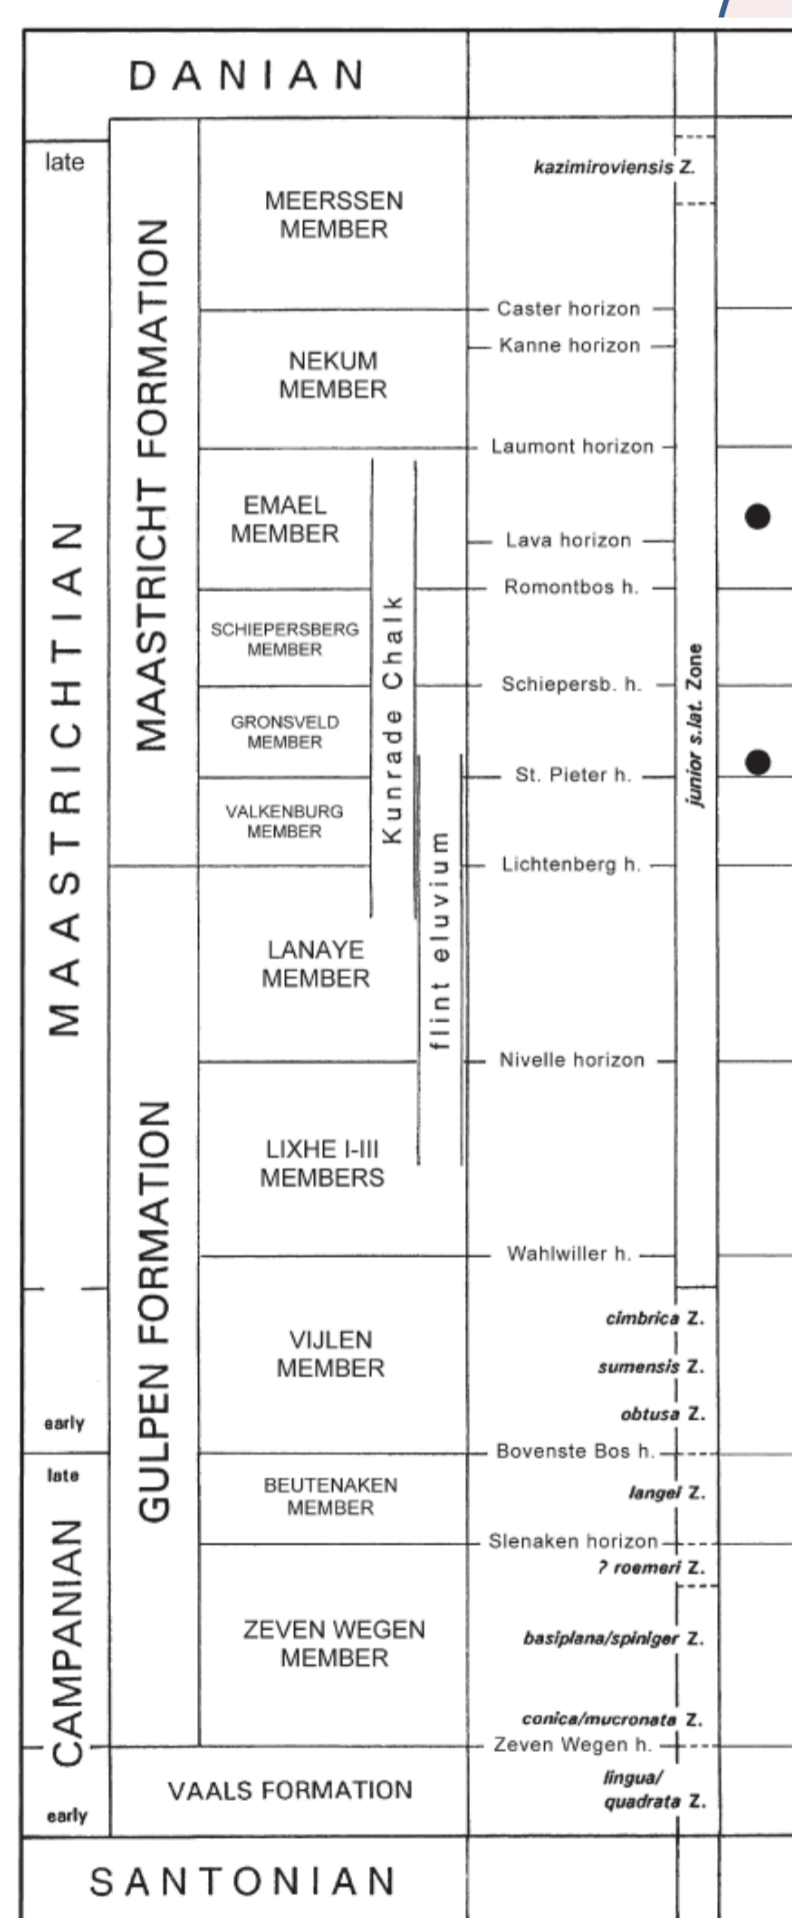 DANIAN
late
kazimiroviensis Z.
MEERSSEN
MEMBER
Caster horizon
Kanne horizon
NEKUM
MEMBER
Laumont horizon
EMAEL
MEMBER
Lava horizon
Romontbos h.
SCHIEPERSBERG
MEMBER
Schiepersb. h.
GRONSVELD
MEMBER
St. Pieter h.
VALKENBURG
MEMBER
Lichtenberg h.
MAASTRICHTIAN
MAASTRICHT FORMATION
Kunrade Chalk
flint eluvium
junior s.lat. Zone
LANAYE
MEMBER
Nivelle horizon
LIXHE I-III
MEMBERS
Wahlwiller h.
GULPEN FORMATION
cimbrica Z.
VIJLEN
MEMBER
sumensis Z.
obtusa Z.
early
Bovenste Bos h.
late
BEUTENAKEN
MEMBER
langei Z.
Slenaken horizon
? roemeri Z.
CAMPANIAN
ZEVEN WEGEN
MEMBER
basiplana/spiniger Z.
conica/mucronata Z.
Zeven Wegen h.
VAALS FORMATION
lingua/
quadrata Z.
early
SANTONIAN